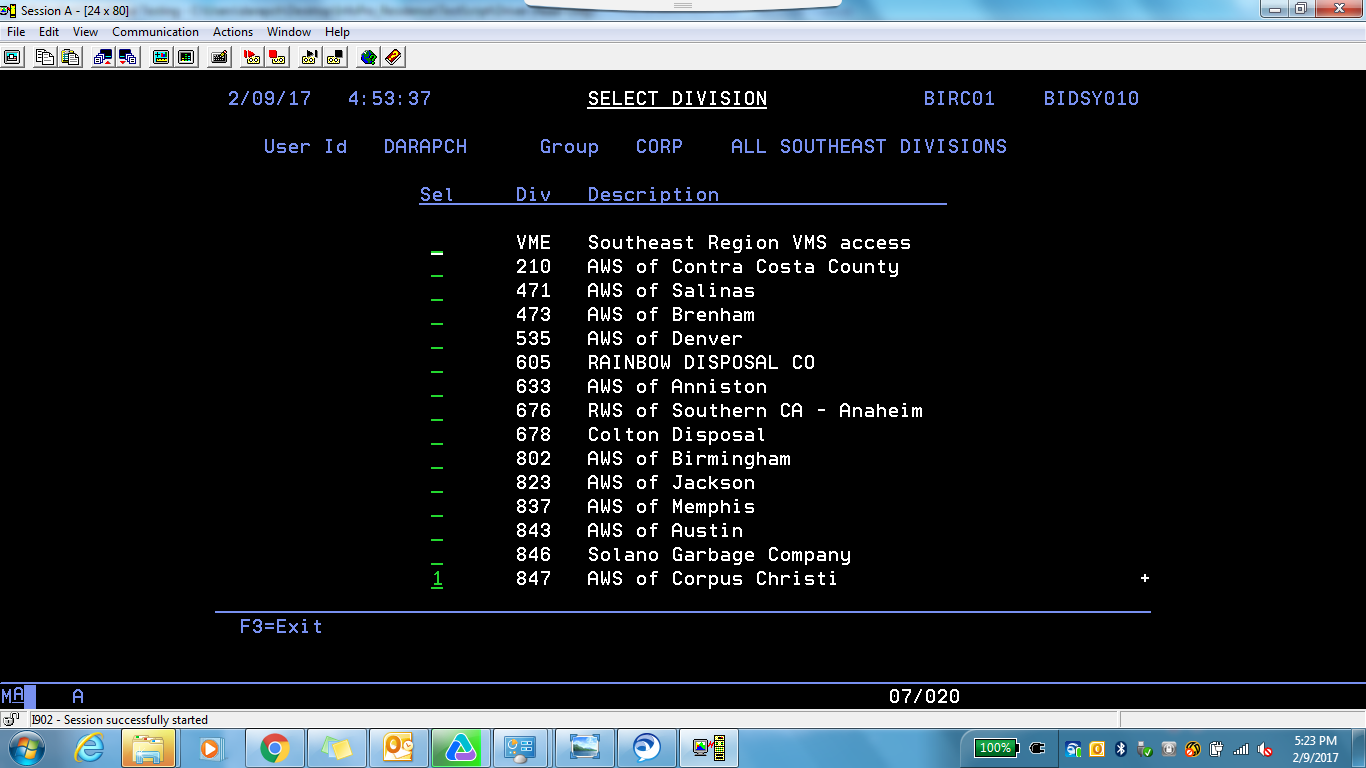 Session A - [24 x 80]
File Edit View Communication Actions Window Help
2/09/17 4:53:37 SELECT DIVISION BIRC01 BIDSY010
User Id DARAPCH Group CORP ALL SOUTHEAST DIVISIONS
Sel Div Description
_ VME Southeast Region VMS access
_ 210 AWS of Contra Costa County
_ 471 AWS of Salinas
_ 473 AWS of Brenham
_ 535 AWS of Denver
_ 605 RAINBOW DISPOSAL CO
_ 633 AWS of Anniston
_ 676 RWS of Southern CA - Anaheim
_ 678 Colton Disposal
_ 802 AWS of Birmingham
_ 823 AWS of Jackson
_ 837 AWS of Memphis
_ 843 AWS of Austin
_ 846 Solano Garbage Company
1 847 AWS of Corpus Christi +
F3=Exit
MA A 07/020
I902 - Session successfully started
100% 5:23 PM
2/9/2017